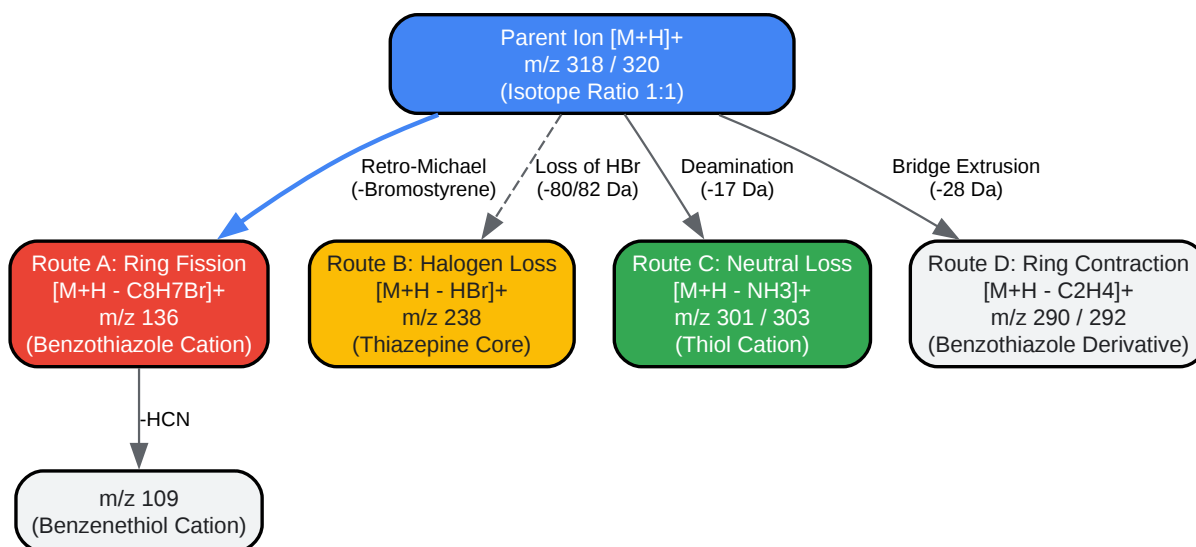 Parent Ion [M+H]+
m/z 318 / 320
(Isotope Ratio 1:1)
Retro-Michael
(-Bromostyrene)
Loss of HBr
(-80/82 Da)
Deamination
(-17 Da)
Bridge Extrusion
(-28 Da)
Route A: Ring Fission
[M+H - C8H7Br]+
m/z 136
(Benzothiazole Cation)
Route B: Halogen Loss
[M+H - HBr]+
m/z 238
(Thiazepine Core)
Route C: Neutral Loss
[M+H - NH3]+
m/z 301 / 303
(Thiol Cation)
Route D: Ring Contraction
[M+H - C2H4]+
m/z 290 / 292
(Benzothiazole Derivative)
-HCN
m/z 109
(Benzenethiol Cation)